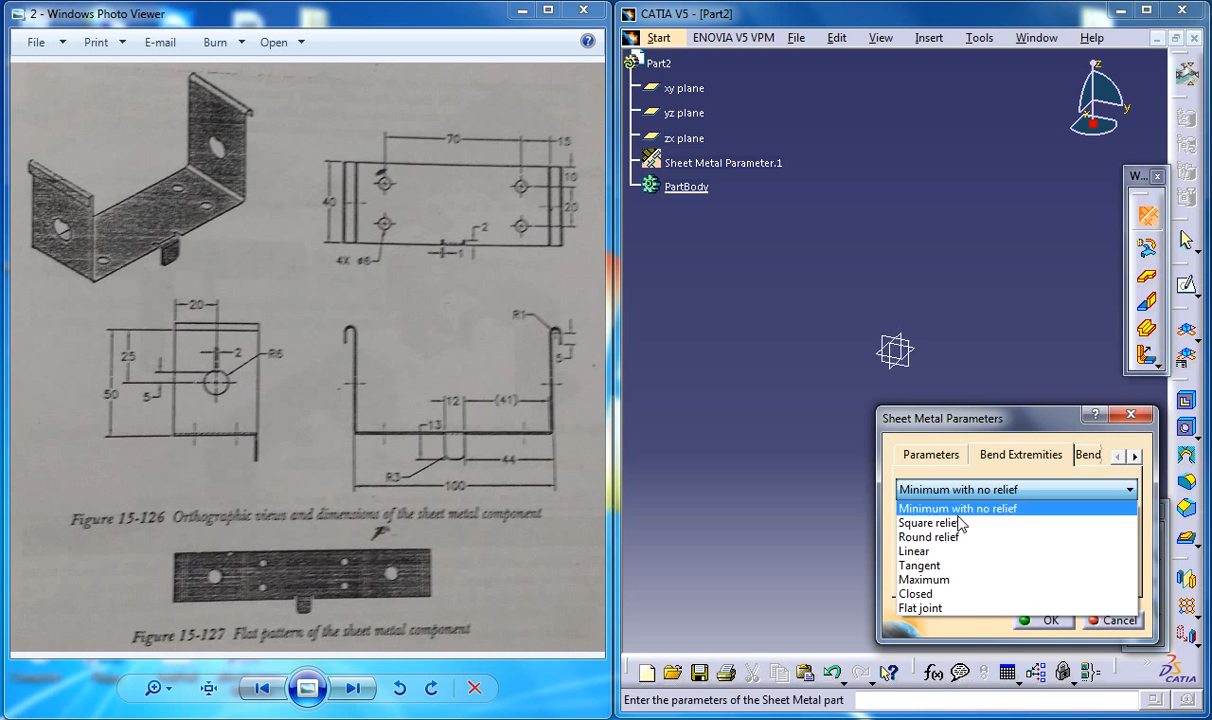 2 - Windows Photo Viewer
File Print E-mail Burn Open
70
15
10
40
20
2
1
4X ø6
20
R1
25
2
R6
50
5
5
12
(41)
13
44
R3
100
Figure 15-126 Orthographic views and dimensions of the sheet metal component
Figure 15-127 Flat pattern of the sheet metal component
CATIA V5 - [Part2]
Start ENOVIA V5 VPM File Edit View Insert Tools Window Help
Part2
xy plane
yz plane
zx plane
Sheet Metal Parameter.1
PartBody
z
y
x
W...
Sheet Metal Parameters
Parameters Bend Extremities Bend
Minimum with no relief
Minimum with no relief
Square relief
Round relief
Linear
Tangent
Maximum
Closed
Flat joint
OK Cancel
CATIA
Enter the parameters of the Sheet Metal part